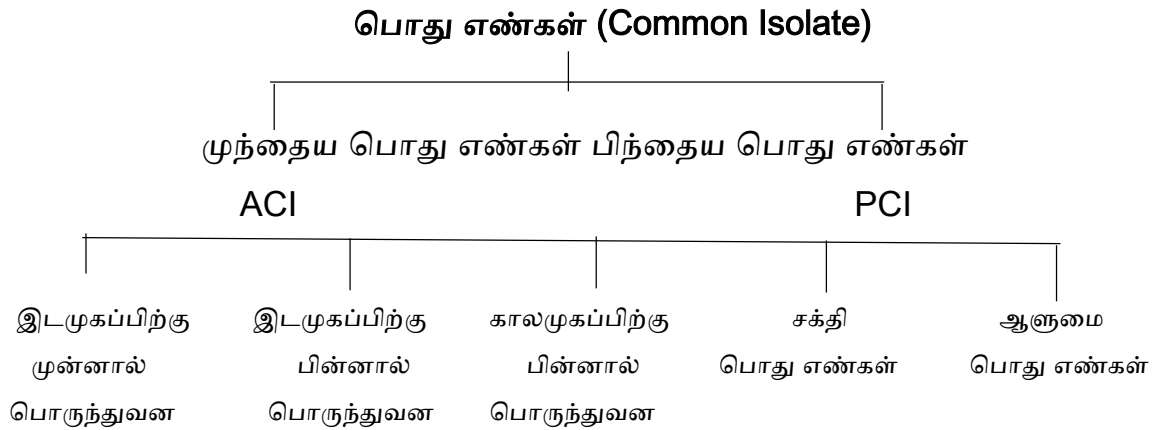 பொது எண்கள் (Common Isolate)
முந்தைய பொது எண்கள் பிந்தைய பொது எண்கள்
ACI PCI
இடமுகப்பிற்கு முன்னால் பொருந்துவன
இடமுகப்பிற்கு பின்னால் பொருந்துவன
காலமுகப்பிற்கு பின்னால் பொருந்துவன
சக்தி பொது எண்கள்
ஆளுமை பொது எண்கள்